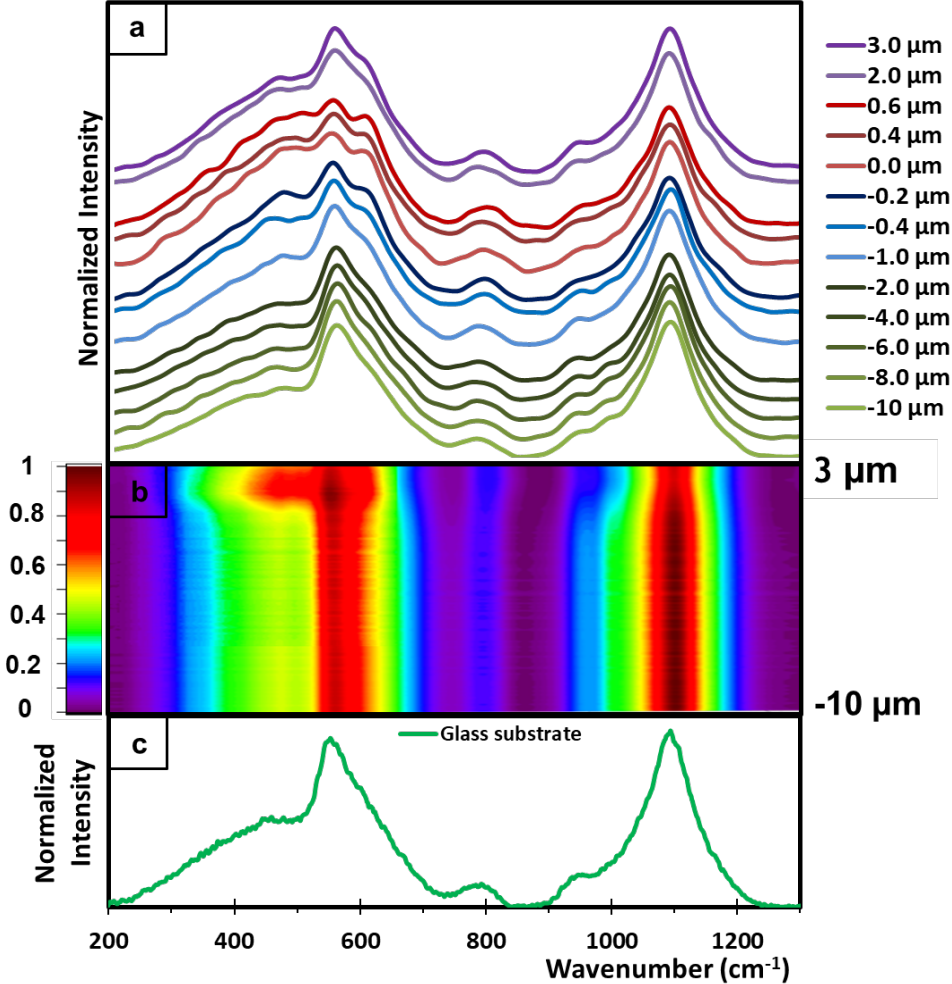 a
Normalized Intensity
3.0 μm
2.0 μm
0.6 μm
0.4 μm
0.0 μm
-0.2 μm
-0.4 μm
-1.0 μm
-2.0 μm
-4.0 μm
-6.0 μm
-8.0 μm
-10 μm
b
1
0.8
0.6
0.4
0.2
0
3 μm
-10 μm
c
Glass substrate
Normalized
Intensity
200 400 600 800 1000 1200
Wavenumber (cm-1)